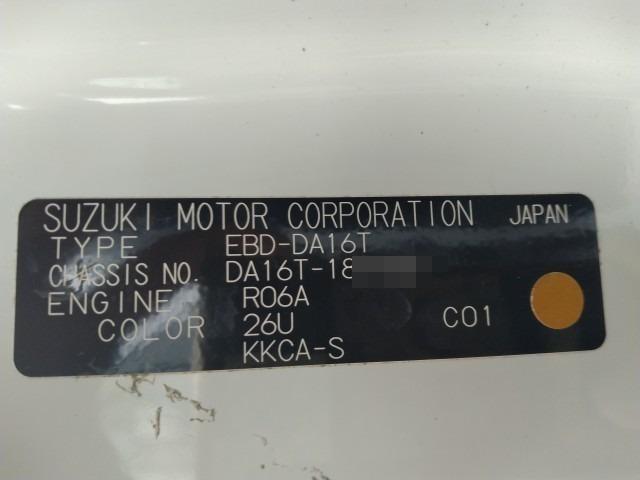 SUZUKI MOTOR CORPORATION JAPAN
TYPE EBD-DA16T
CHASSIS NO. DA16T-18
ENGINE R06A
COLOR 26U C01
KKCA-S